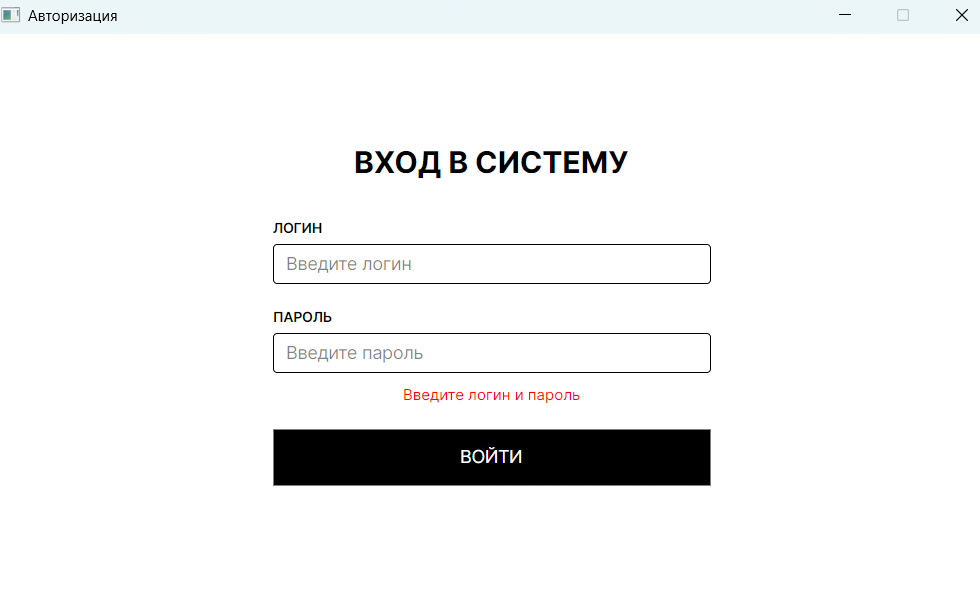 Авторизация
ВХОД В СИСТЕМУ
ЛОГИН
Введите логин
ПАРОЛЬ
Введите пароль
Введите логин и пароль
ВОЙТИ